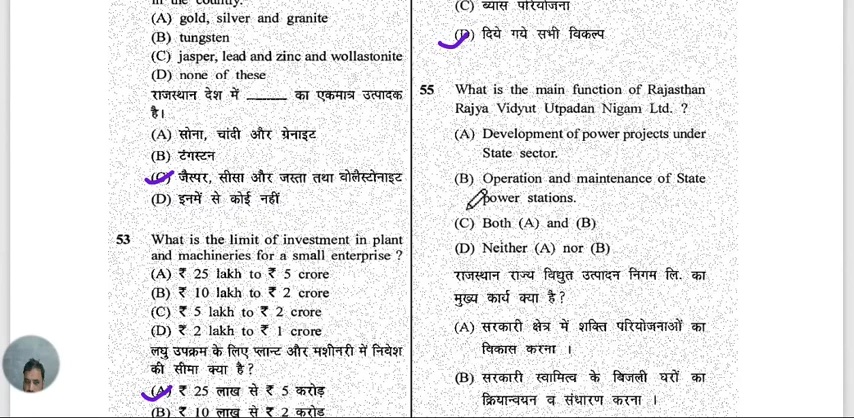 in the country.
(A) gold, silver and granite
(B) tungsten
(C) jasper, lead and zinc and wollastonite
(D) none of these
राजस्थान देश में ______ का एकमात्र उत्पादक
है।
(A) सोना, चांदी और ग्रेनाइट
(B) टंगस्टन
(C) जैस्पर, सीसा और जस्ता तथा वोलैस्टोनाइट
(D) इनमें से कोई नहीं
53 What is the limit of investment in plant
and machineries for a small enterprise ?
(A) ₹ 25 lakh to ₹ 5 crore
(B) ₹ 10 lakh to ₹ 2 crore
(C) ₹ 5 lakh to ₹ 2 crore
(D) ₹ 2 lakh to ₹ 1 crore
लघु उपक्रम के लिए प्लान्ट और मशीनरी में निवेश
की सीमा क्या है ?
(A) ₹ 25 लाख से ₹ 5 करोड़
(B) ₹ 10 लाख से ₹ 2 करोड़
(C) व्यास परियोजना
(D) दिये गये सभी विकल्प
55 What is the main function of Rajasthan
Rajya Vidyut Utpadan Nigam Ltd. ?
(A) Development of power projects under
State sector.
(B) Operation and maintenance of State
power stations.
(C) Both (A) and (B)
(D) Neither (A) nor (B)
राजस्थान राज्य विधुत उत्पादन निगम लि. का
मुख्य कार्य क्या है ?
(A) सरकारी क्षेत्र में शक्ति परियोजनाओं का
विकास करना ।
(B) सरकारी स्वामित्व के बिजली घरों का
क्रियान्वयन व संधारण करना ।